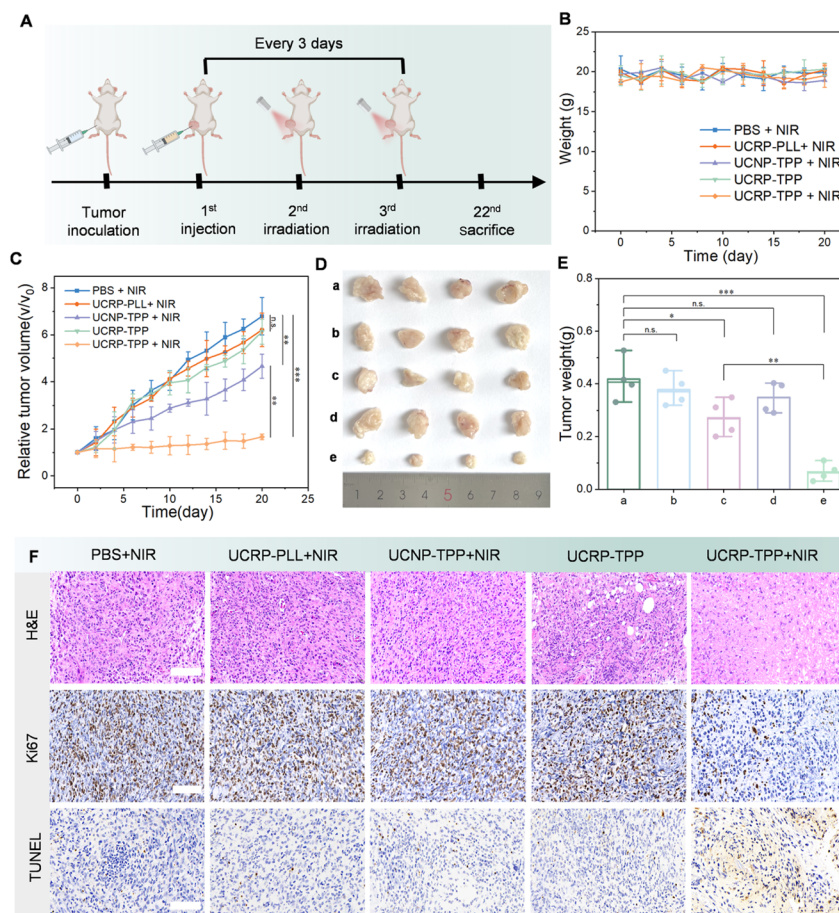 A
Every 3 days
Tumor
inoculation
1st
injection
2nd
irradiation
3rd
irradiation
22nd
sacrifice
B
Weight (g)
25
20
15
10
5
0
PBS + NIR
UCRP-PLL+ NIR
UCNP-TPP + NIR
UCRP-TPP
UCRP-TPP + NIR
0 5 10 15 20
Time (day)
C
Relative tumor volume(v/v0)
8
6
4
2
0
PBS + NIR
UCRP-PLL+ NIR
UCNP-TPP + NIR
UCRP-TPP
UCRP-TPP + NIR
n.s.
**
***
**
0 5 10 15 20 25
Time(day)
D
a
b
c
d
e
1 2 3 4 5 6 7 8 9
E
Tumor weight(g)
0.8
0.6
0.4
0.2
0.0
***
n.s.
*
n.s.
**
a b c d e
F
PBS+NIR UCRP-PLL+NIR UCNP-TPP+NIR UCRP-TPP UCRP-TPP+NIR
H&E
Ki67
TUNEL